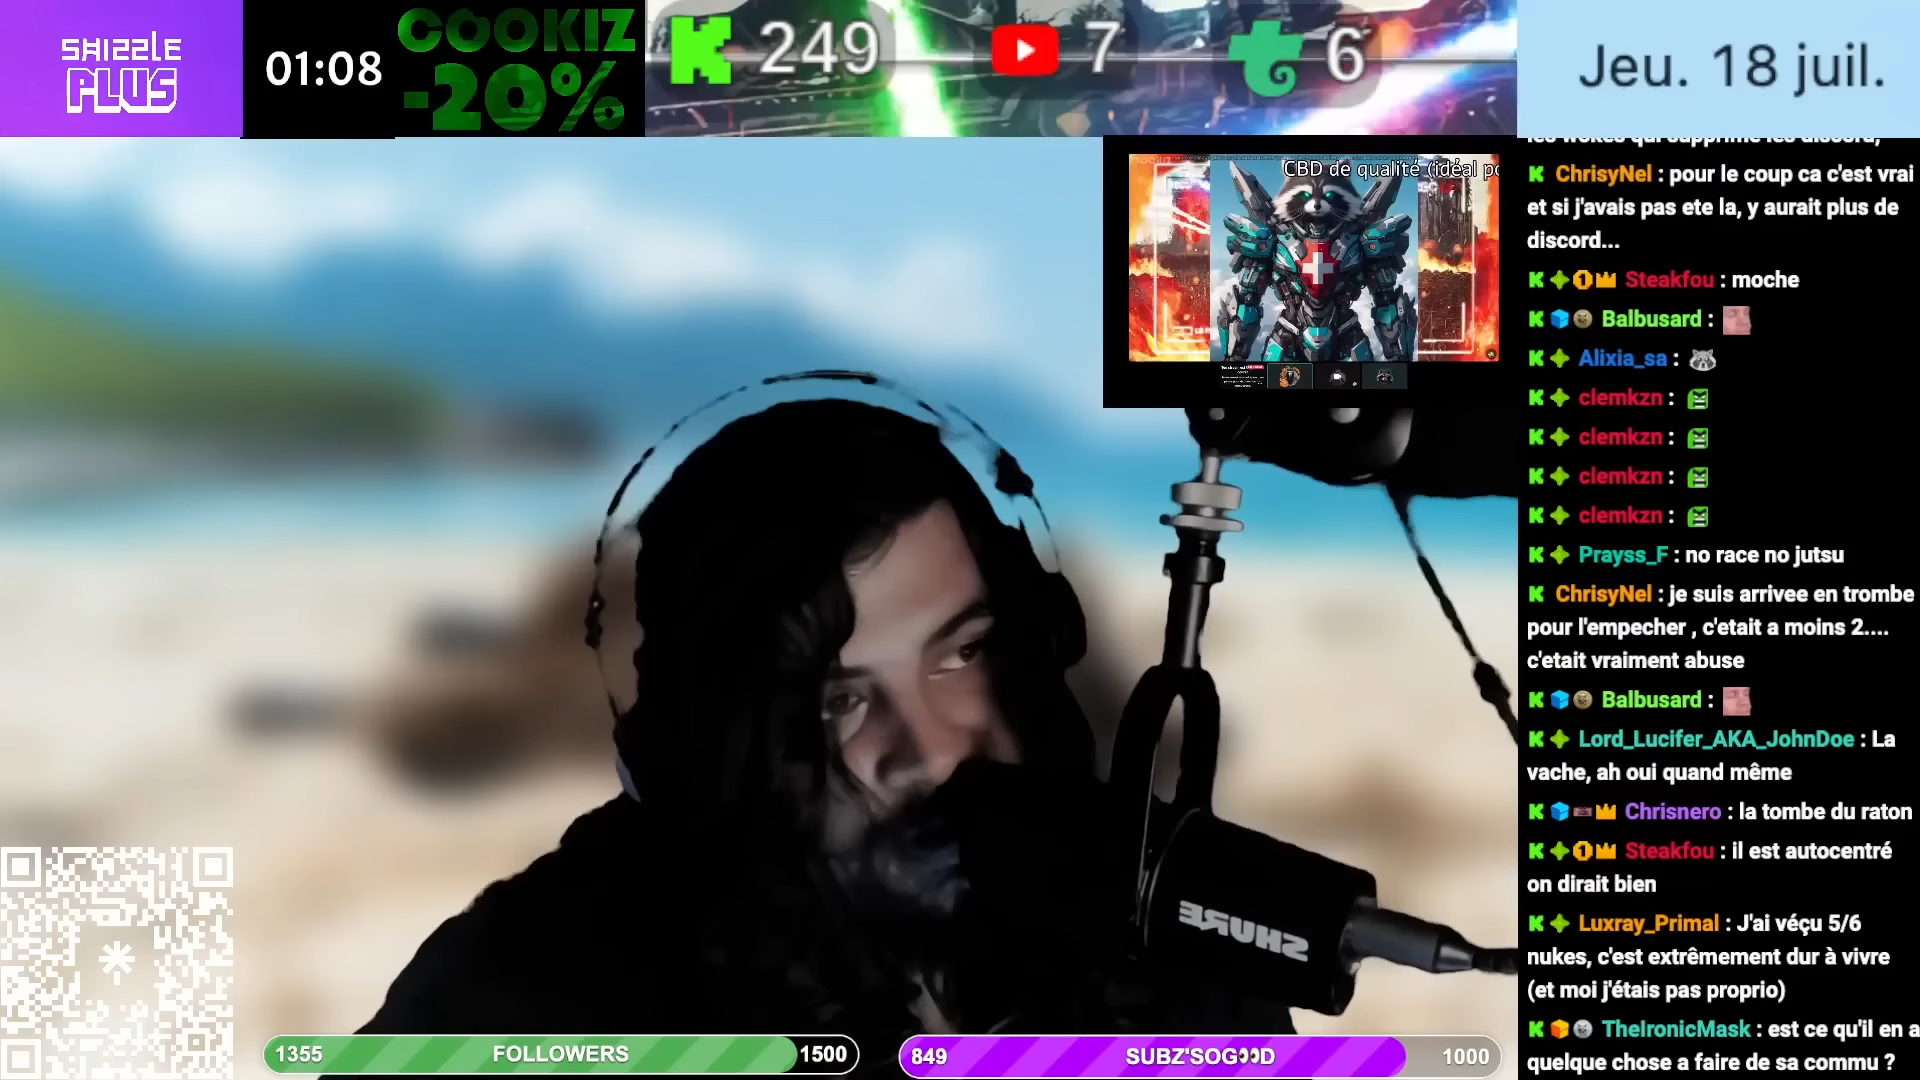 SHIZZLE
PLUS
01:08
COOKIZ
-20%
249
7
6
Jeu. 18 juil.
CBD de qualité (idéal po
ChrisyNel : pour le coup ca c'est vrai
et si j'avais pas ete la, y aurait plus de
discord...
Steakfou : moche
Balbusard :
Alixia_sa :
clemkzn :
clemkzn :
clemkzn :
clemkzn :
Prayss_F : no race no jutsu
ChrisyNel : je suis arrivee en trombe
pour l'empecher , c'etait a moins 2....
c'etait vraiment abuse
Balbusard :
Lord_Lucifer_AKA_JohnDoe : La
vache, ah oui quand même
Chrisnero : la tombe du raton
Steakfou : il est autocentré
on dirait bien
Luxray_Primal : J'ai véçu 5/6
nukes, c'est extrêmement dur à vivre
(et moi j'étais pas proprio)
TheIronicMask : est ce qu'il en a
quelque chose a faire de sa commu ?
SHURE
1355 FOLLOWERS 1500
849 SUBZ'SOG👀D 1000